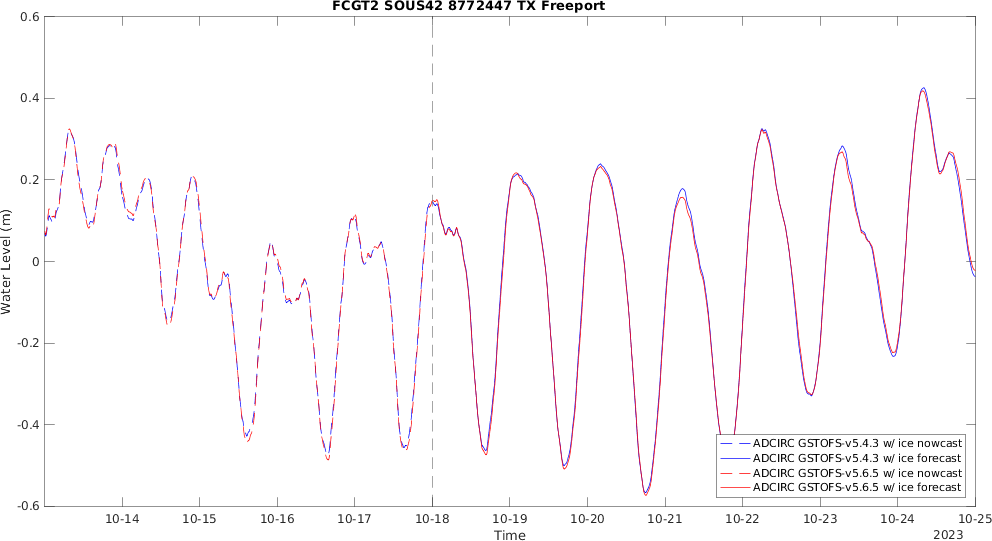 FCGT2 SOUS42 8772447 TX Freeport
0.6
0.4
0.2
0
-0.2
-0.4
-0.6
Water Level (m)
ADCIRC GSTOFS-v5.4.3 w/ ice nowcast
ADCIRC GSTOFS-v5.4.3 w/ ice forecast
ADCIRC GSTOFS-v5.6.5 w/ ice nowcast
ADCIRC GSTOFS-v5.6.5 w/ ice forecast
10-14 10-15 10-16 10-17 10-18 10-19 10-20 10-21 10-22 10-23 10-24 10-25
Time 2023